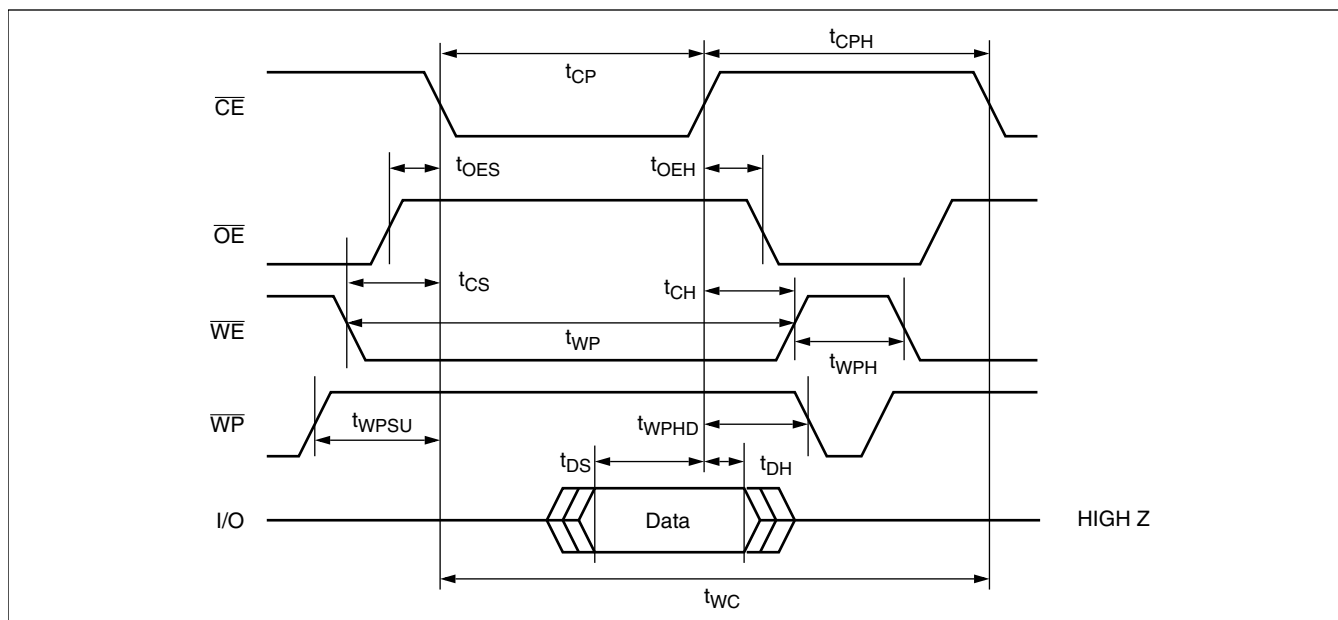 tCPH
tCP
CE
tOES
tOEH
OE
tCS
tCH
WE
tWP
tWPH
WP
tWPSU
tWPHD
tDS
tDH
I/O
Data
HIGH Z
tWC